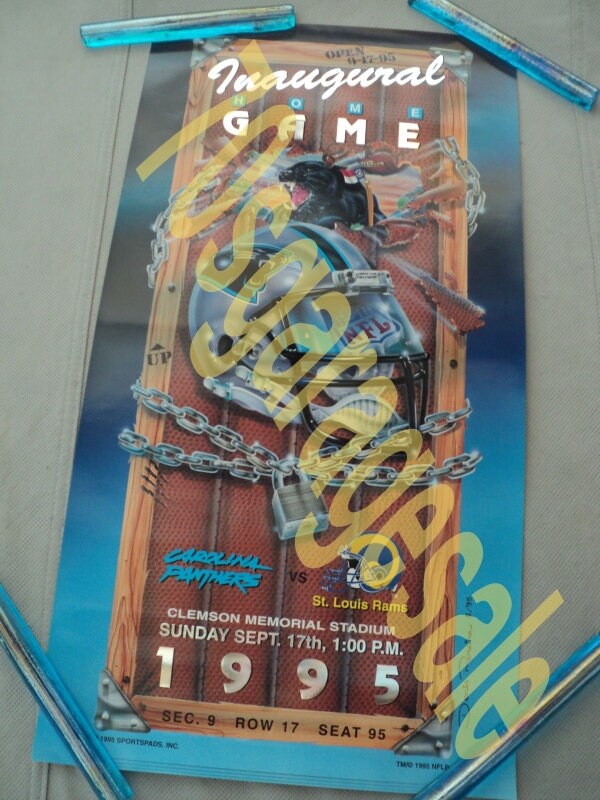 OPEN
9-17-95
Inaugural
HOME
GAME
NFL
UP
CAROLINA
PANTHERS
VS
St. Louis Rams
CLEMSON MEMORIAL STADIUM
SUNDAY SEPT. 17th, 1:00 P.M.
1995
SEC. 9 ROW 17 SEAT 95
1995 SPORTSPADS, INC.
TM/© 1995 NFLP
Usagaragesale